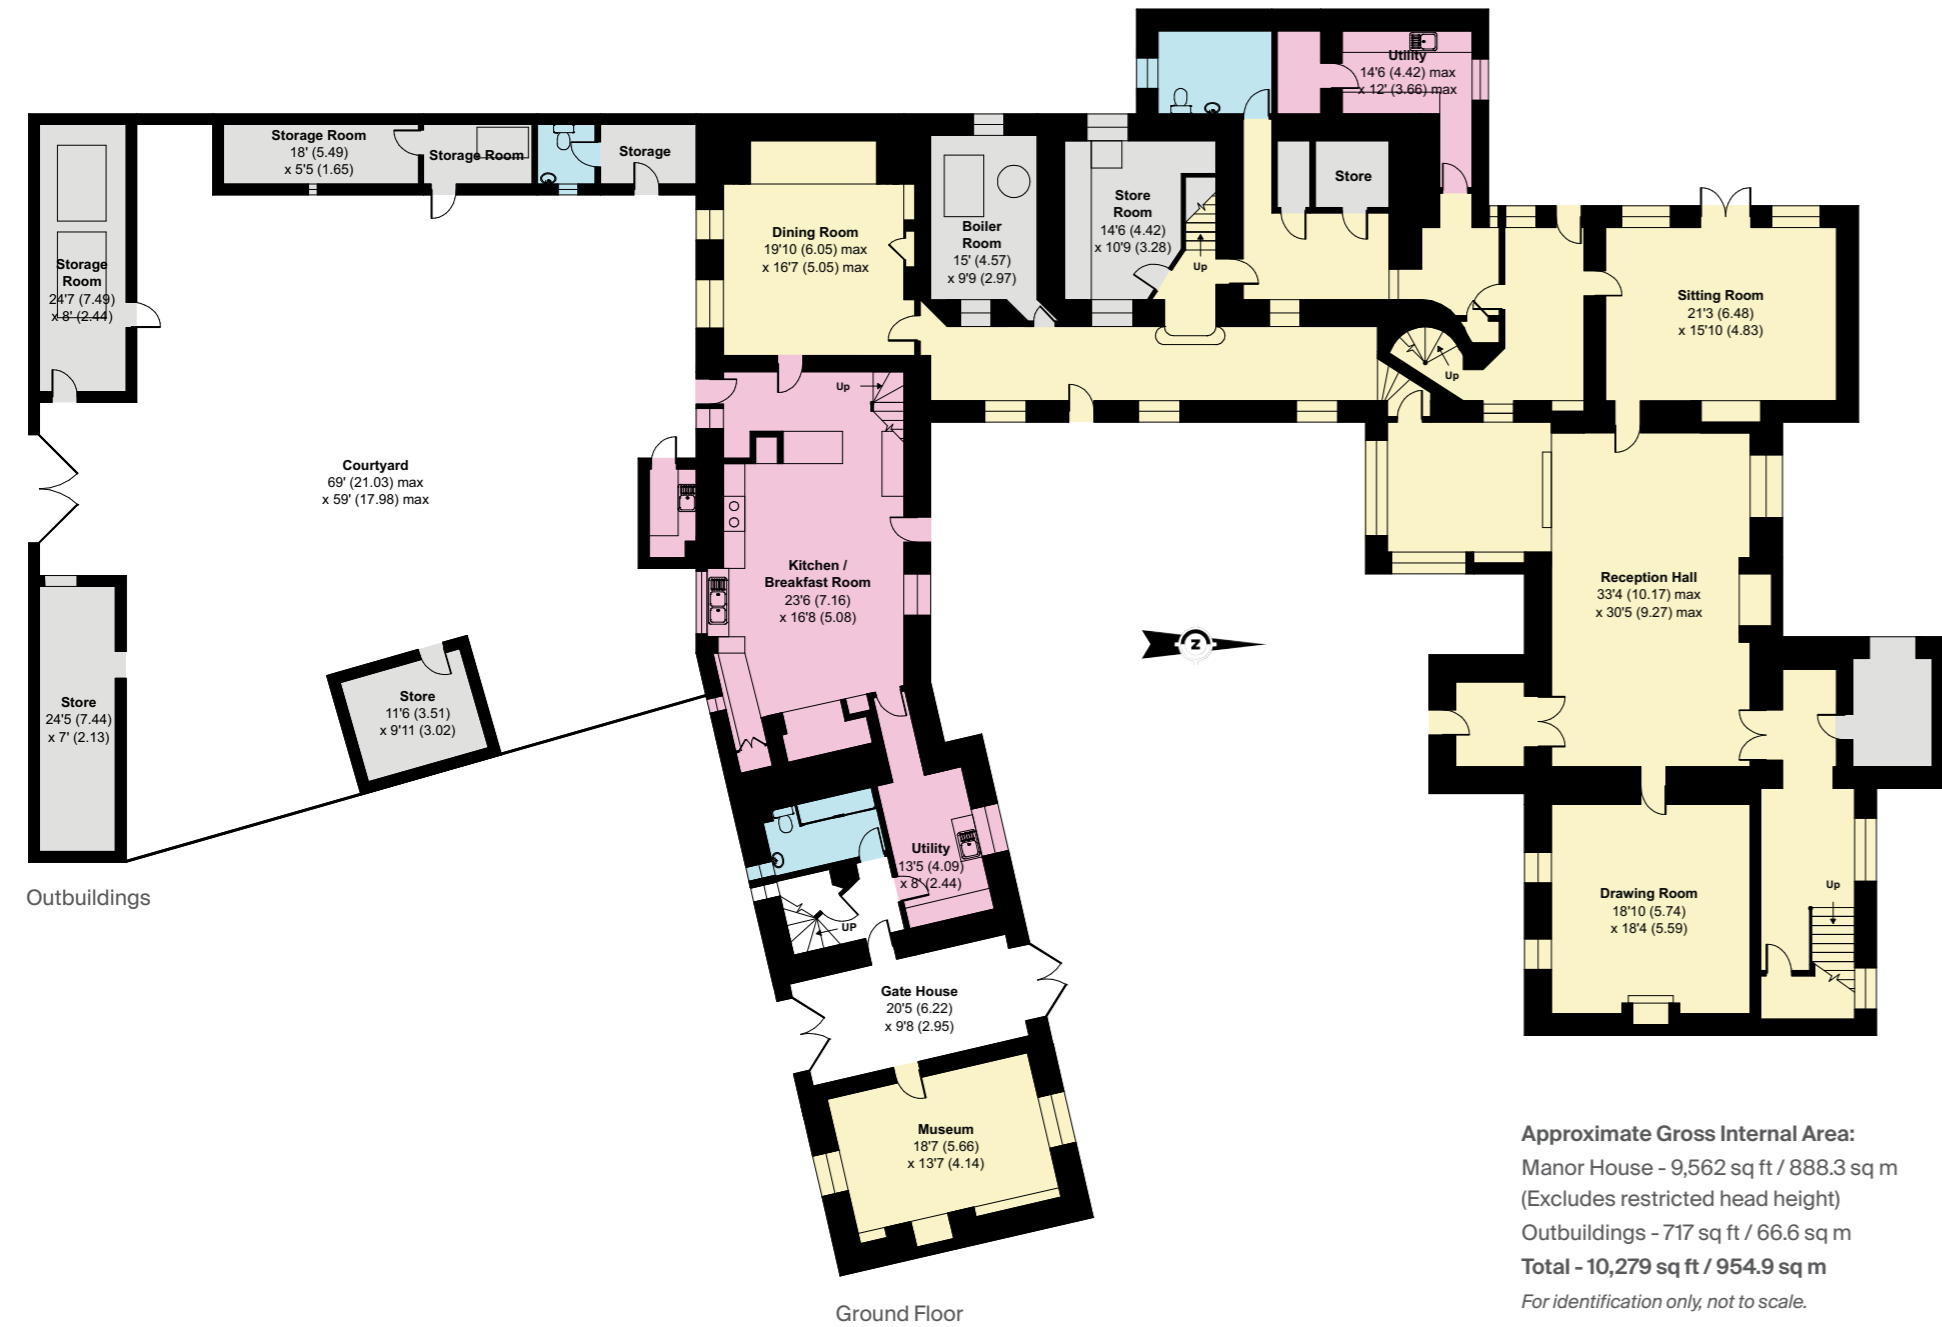 Utility
14'6 (4.42) max
x 12' (3.66) max
Storage Room
18' (5.49)
x 5'5 (1.65)
Storage Room
Storage
Store
Store
Room
14'6 (4.42)
x 10'9 (3.28)
Up
Dining Room
19'10 (6.05) max
x 16'7 (5.05) max
Boiler
Room
15' (4.57)
x 9'9 (2.97)
Storage
Room
24'7 (7.49)
x 8' (2.44)
Sitting Room
21'3 (6.48)
x 15'10 (4.83)
Up
Up
Courtyard
69' (21.03) max
x 59' (17.98) max
Kitchen /
Breakfast Room
23'6 (7.16)
x 16'8 (5.08)
Reception Hall
33'4 (10.17) max
x 30'5 (9.27) max
Z
Store
24'5 (7.44)
x 7' (2.13)
Store
11'6 (3.51)
x 9'11 (3.02)
Utility
13'5 (4.09)
x 8' (2.44)
Outbuildings
UP
Drawing Room
18'10 (5.74)
x 18'4 (5.59)
Up
Gate House
20'5 (6.22)
x 9'8 (2.95)
Museum
18'7 (5.66)
x 13'7 (4.14)
Ground Floor
Approximate Gross Internal Area:
Manor House - 9,562 sq ft / 888.3 sq m
(Excludes restricted head height)
Outbuildings - 717 sq ft / 66.6 sq m
Total - 10,279 sq ft / 954.9 sq m
For identification only, not to scale.